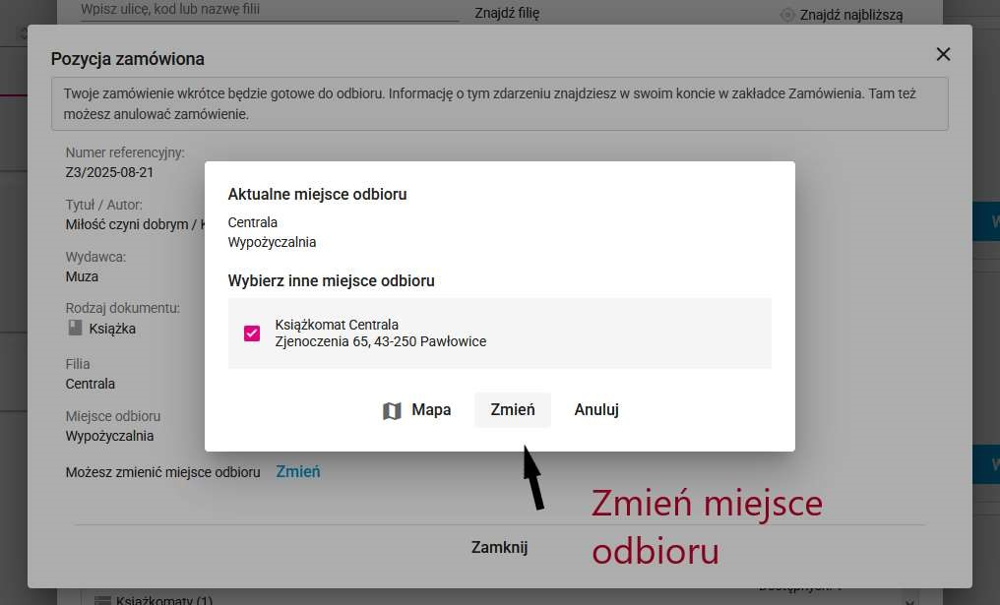 Wpisz ulicę, kod lub nazwę filii
Znajdź filię
Znajdź najbliższą
Pozycja zamówiona
Twoje zamówienie wkrótce będzie gotowe do odbioru. Informację o tym zdarzeniu znajdziesz w swoim koncie w zakładce Zamówienia. Tam też
możesz anulować zamówienie.
Numer referencyjny:
Z3/2025-08-21
Tytuł / Autor:
Miłość czyni dobrym /
Wydawca:
Muza
Rodzaj dokumentu:
Książka
Filia
Centrala
Miejsce odbioru
Wypożyczalnia
Możesz zmienić miejsce odbioru Zmień
Aktualne miejsce odbioru
Centrala
Wypożyczalnia
Wybierz inne miejsce odbioru
Książkomat Centrala
Zjenoczenia 65, 43-250 Pawłowice
Mapa Zmień Anuluj
Zmień miejsce
odbioru
Zamknij
Książkomaty (1)